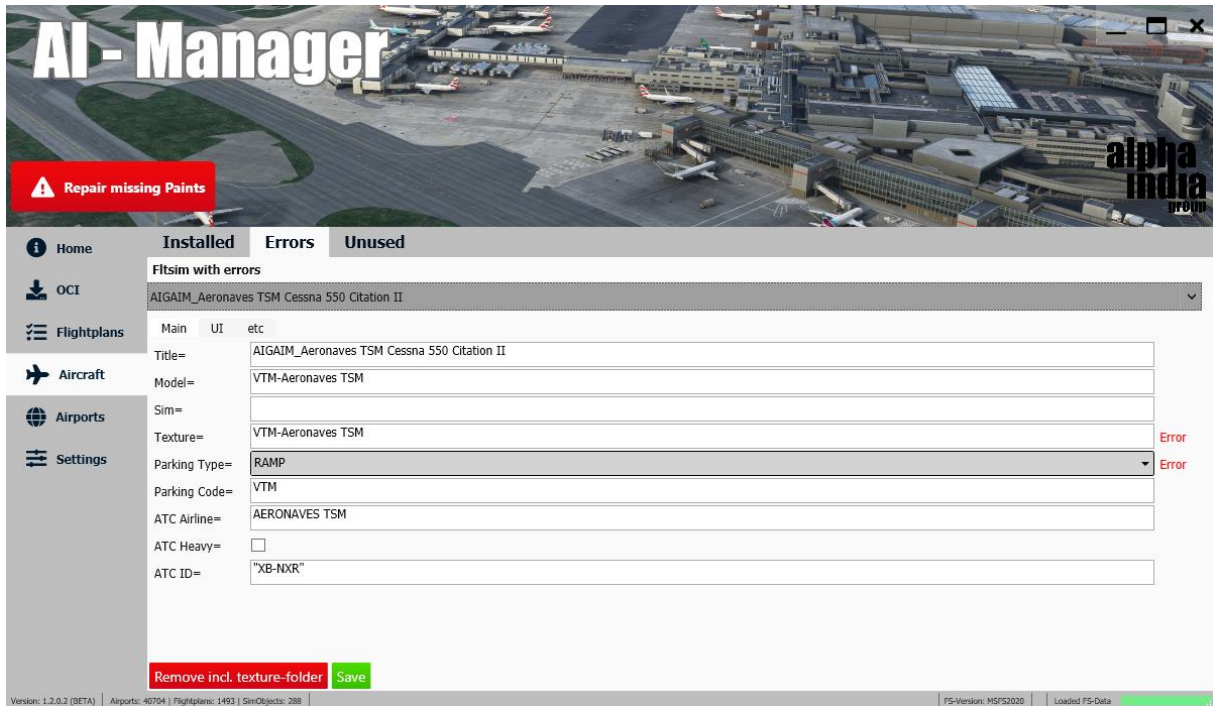 AI - Manager
alpha
india
group
Repair missing Paints
Home
OCI
Flightplans
Aircraft
Airports
Settings
Installed Errors Unused
Fltsim with errors
AIGAIM_Aeronaves TSM Cessna 550 Citation II
Main UI etc
Title= AIGAIM_Aeronaves TSM Cessna 550 Citation II
Model= VTM-Aeronaves TSM
Sim=
Texture= VTM-Aeronaves TSM Error
Parking Type= RAMP Error
Parking Code= VTM
ATC Airline= AERONAVES TSM
ATC Heavy=
ATC ID= "XB-NXR"
Remove incl. texture-folder Save
Version: 1.2.0.2 (BETA) Airports: 40704 | Flightplans: 1493 | SimObjects: 288 FS-Version: MSFS2020 Loaded FS-Data